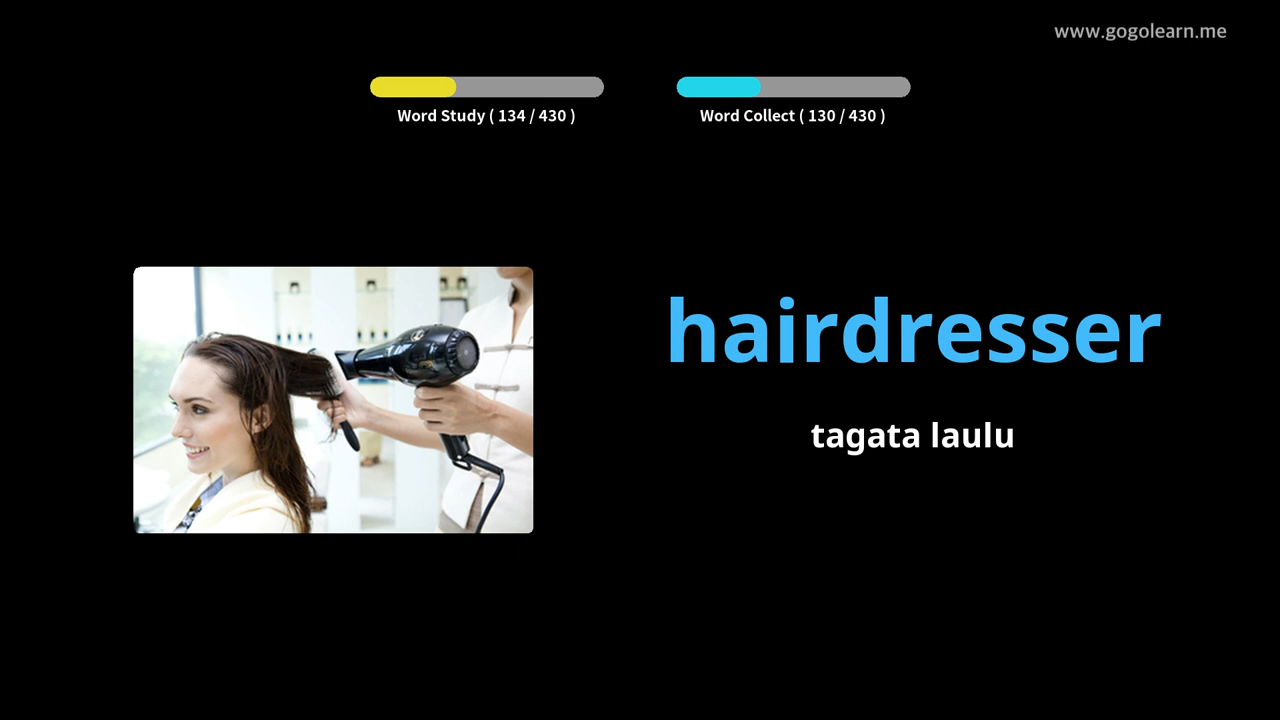 www.gogolearn.me
Word Study ( 134 / 430 )
Word Collect ( 130 / 430 )
hairdresser
tagata laulu